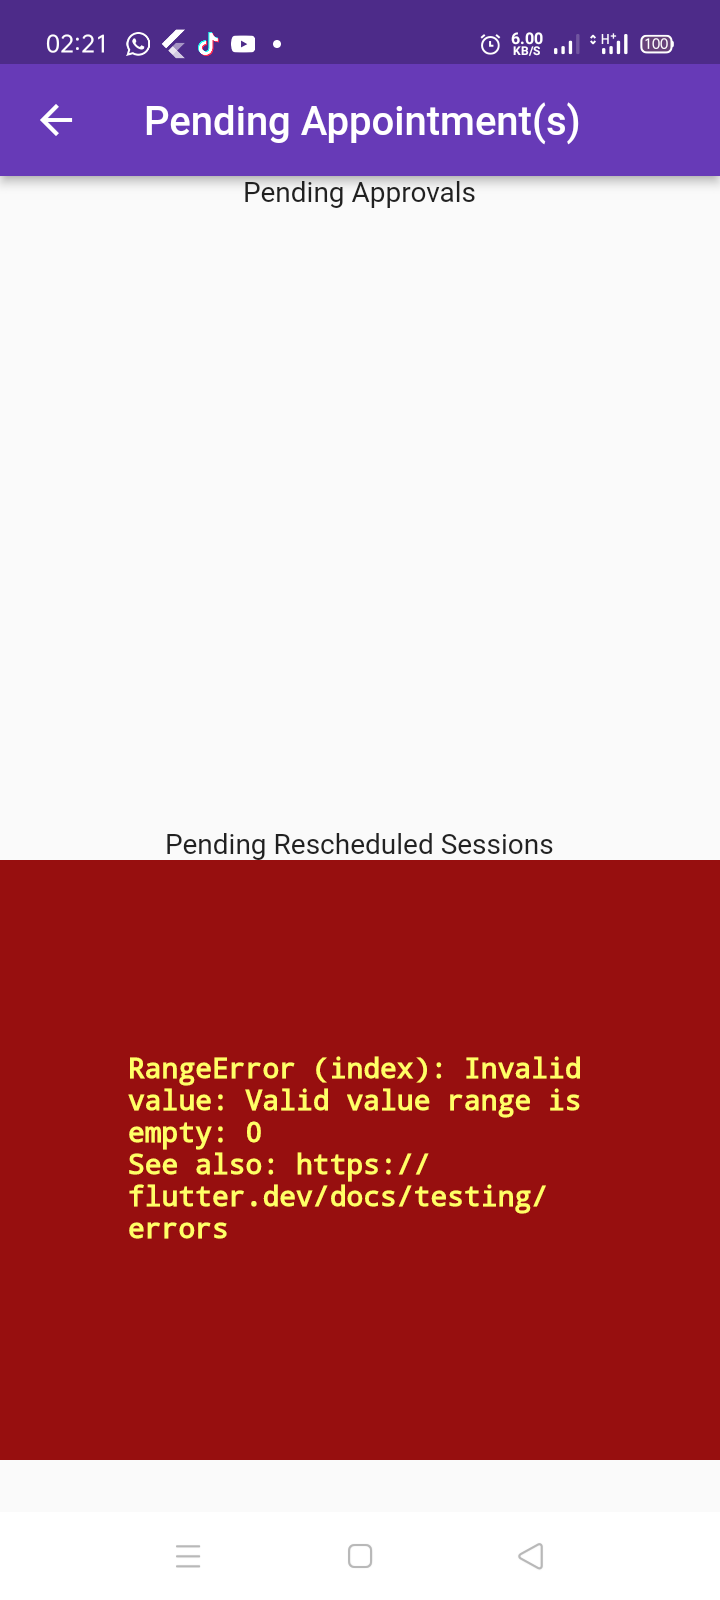 02:21
6.00
KB/S
H+
100
Pending Appointment(s)
Pending Approvals
Pending Rescheduled Sessions
RangeError (index): Invalid
value: Valid value range is
empty: 0
See also: https://
flutter.dev/docs/testing/
errors